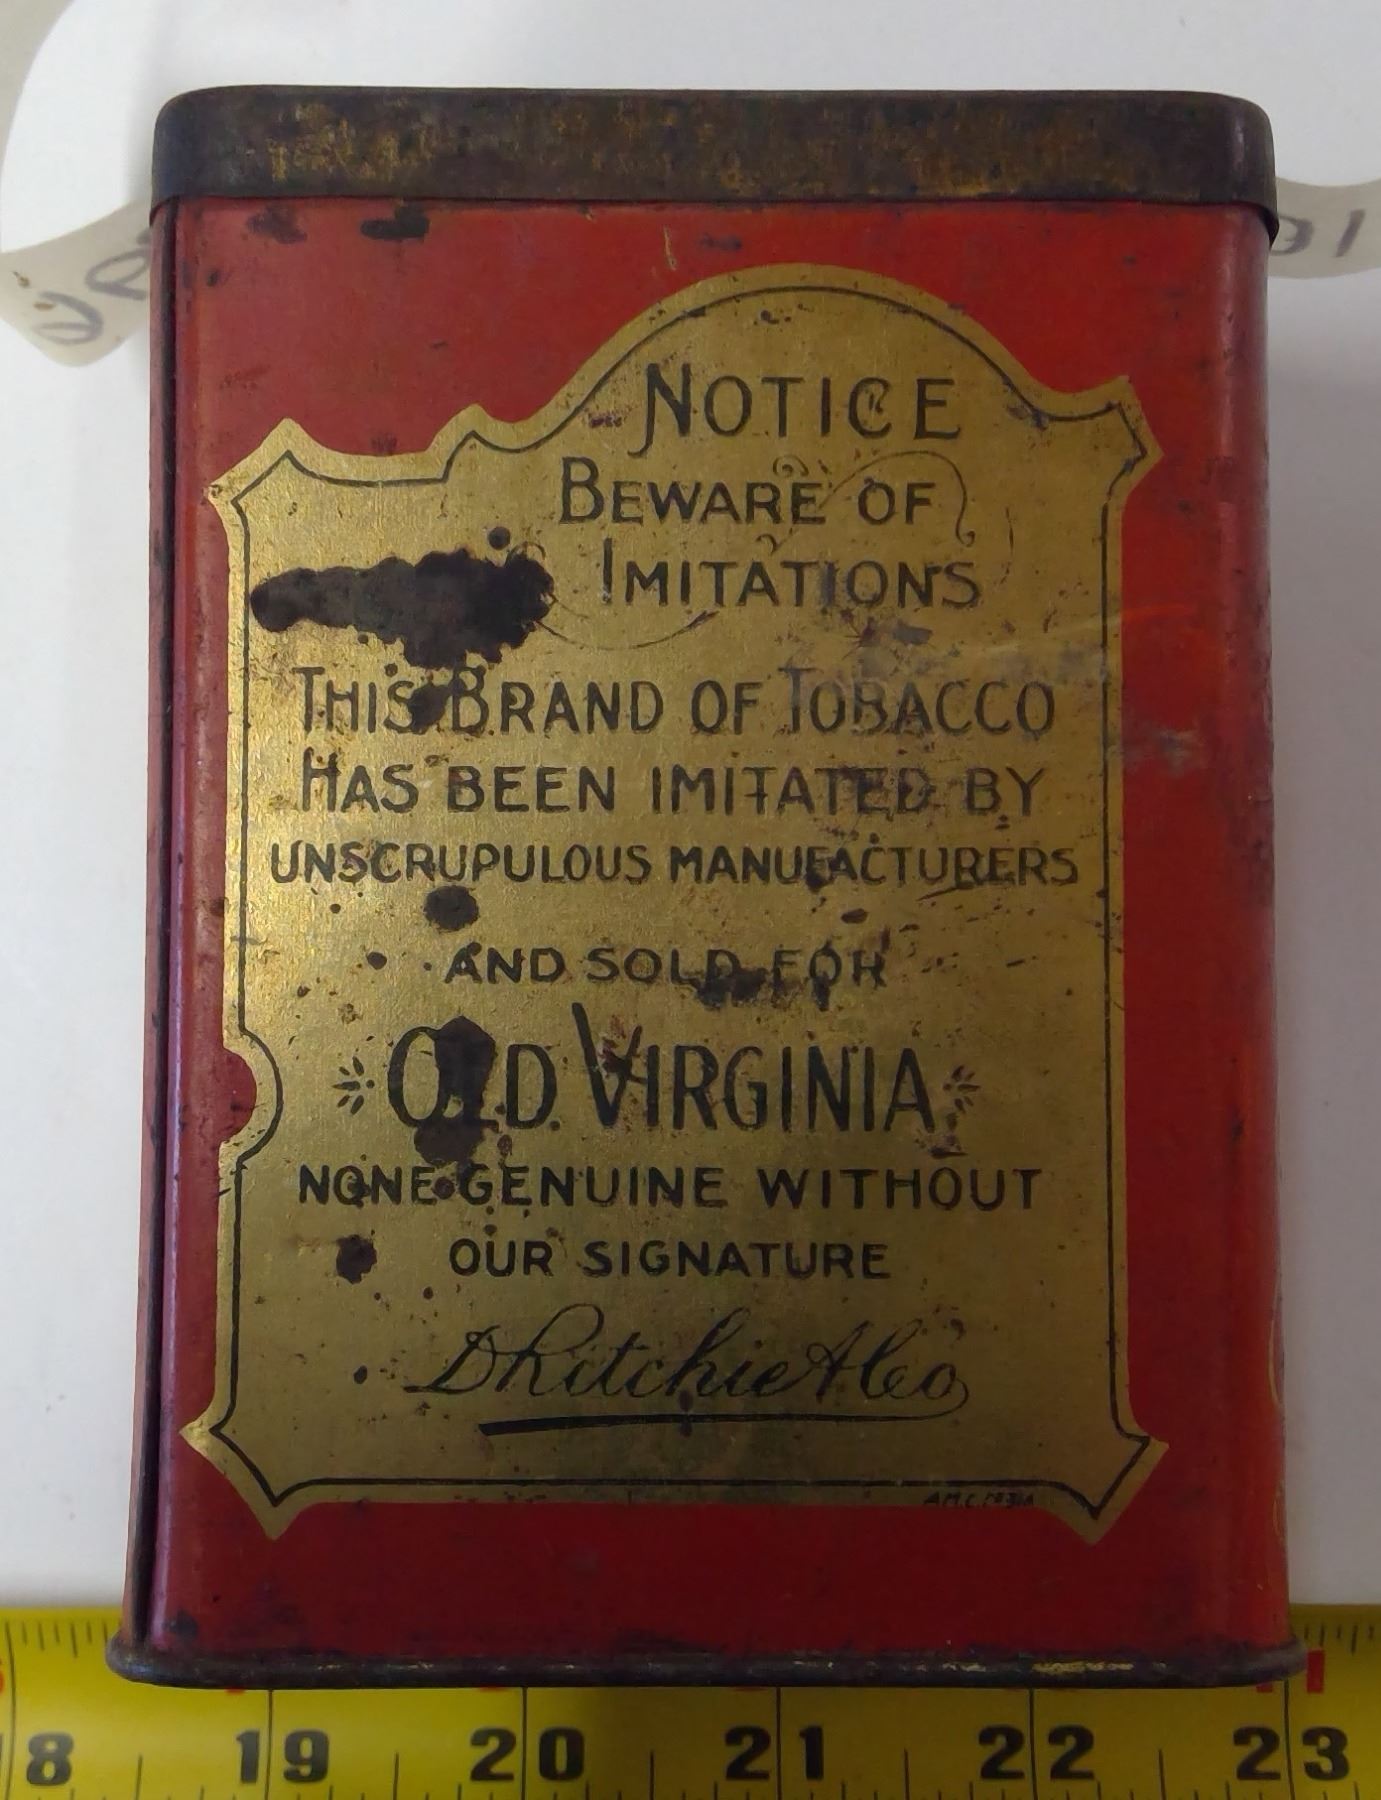 NOTICE
BEWARE OF
IMITATIONS
THIS BRAND OF TOBACCO
HAS BEEN IMITATED BY
UNSCRUPULOUS MANUFACTURERS
AND SOLD FOR
OLD VIRGINIA
NONE GENUINE WITHOUT
OUR SIGNATURE
D Ritchie & Co
8 19 20 21 22 23